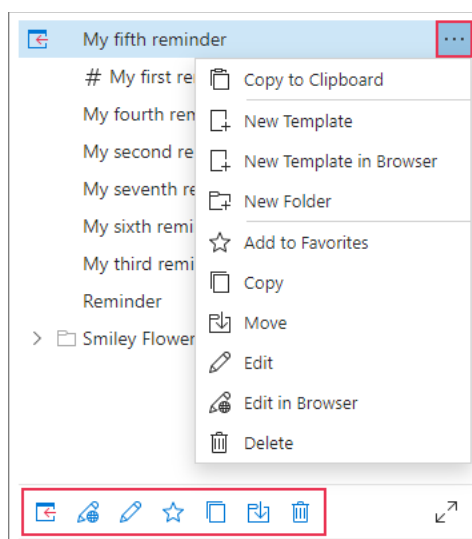 My fifth reminder
# My first re
Copy to Clipboard
My fourth rem
New Template
My second re
New Template in Browser
My seventh re
New Folder
My sixth remi
Add to Favorites
My third remi
Copy
Reminder
Move
Smiley Flower
Edit
Edit in Browser
Delete